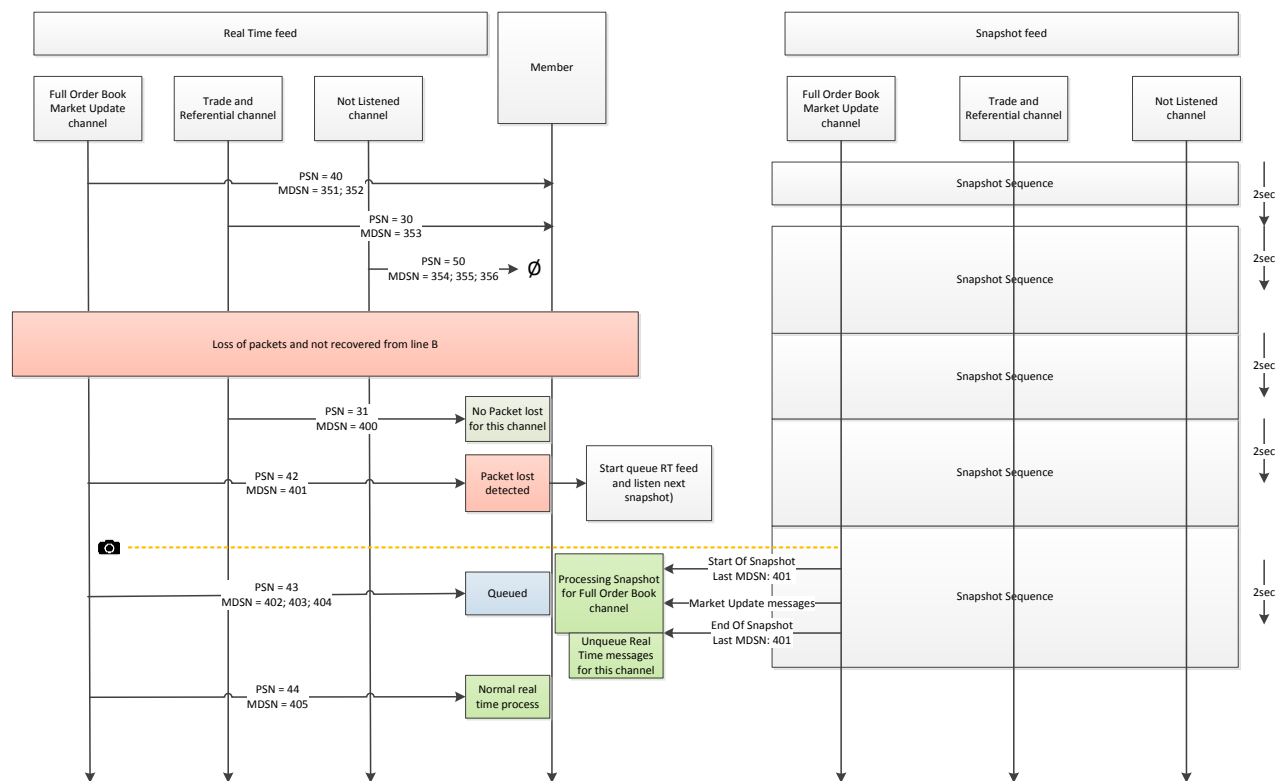 Real Time feed
Member
Snapshot feed
Full Order Book
Market Update
channel
Trade and
Referential channel
Not Listened
channel
Full Order Book
Market Update
channel
Trade and
Referential channel
Not Listened
channel
PSN = 40
MDSN = 351; 352
Snapshot Sequence
2sec
PSN = 30
MDSN = 353
PSN = 50
MDSN = 354; 355; 356
Ø
Snapshot Sequence
2sec
Loss of packets and not recovered from line B
Snapshot Sequence
2sec
PSN = 31
MDSN = 400
No Packet lost
for this channel
PSN = 42
MDSN = 401
Packet lost
detected
Start queue RT feed
and listen next
snapshot)
Snapshot Sequence
2sec
Start Of Snapshot
Last MDSN: 401
PSN = 43
MDSN = 402; 403; 404
Queued
Processing Snapshot
for Full Order Book
channel
Market Update messages
Snapshot Sequence
2sec
End Of Snapshot
Last MDSN: 401
Unqueue Real
Time messages
for this channel
PSN = 44
MDSN = 405
Normal real
time process